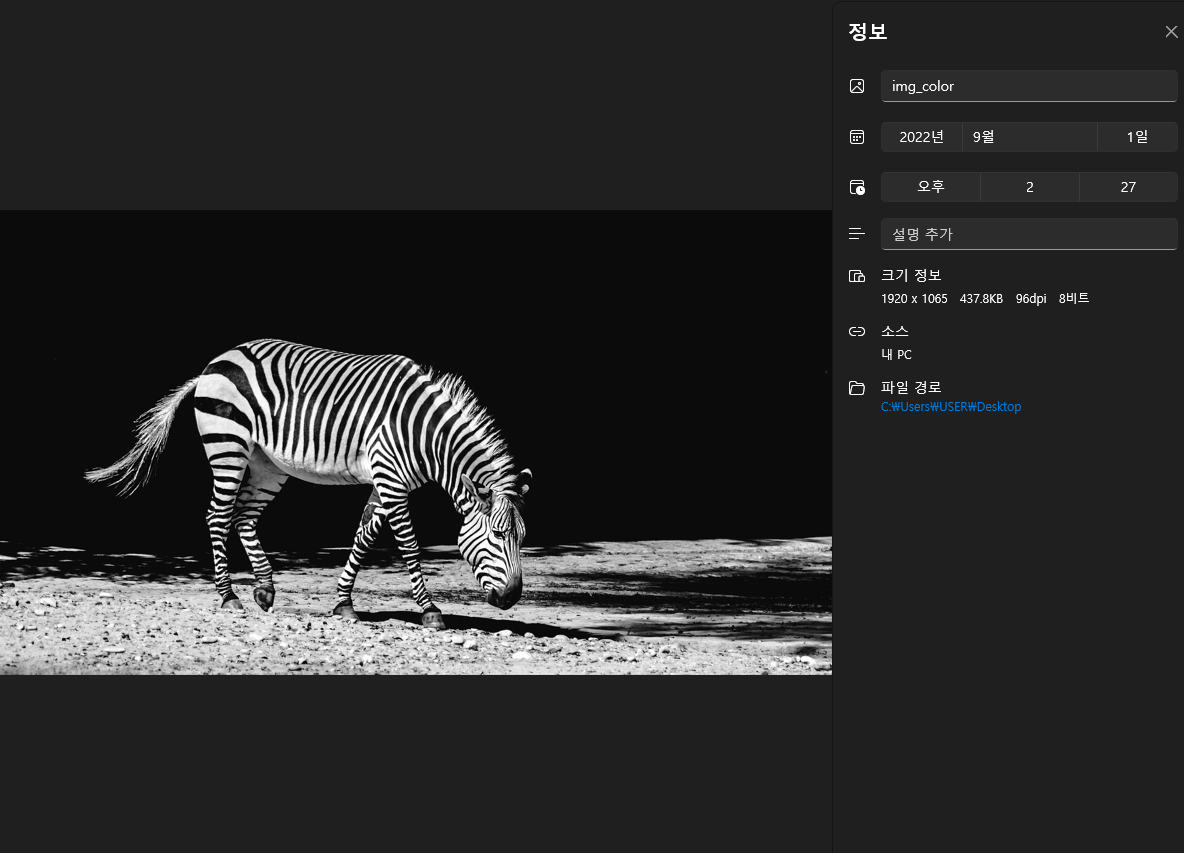 정보
img_color
2022년 9월 1일
오후 2 27
설명 추가
크기 정보
1920 x 1065 437.8KB 96dpi 8비트
소스
내 PC
파일 경로
C:₩Users₩USER₩Desktop